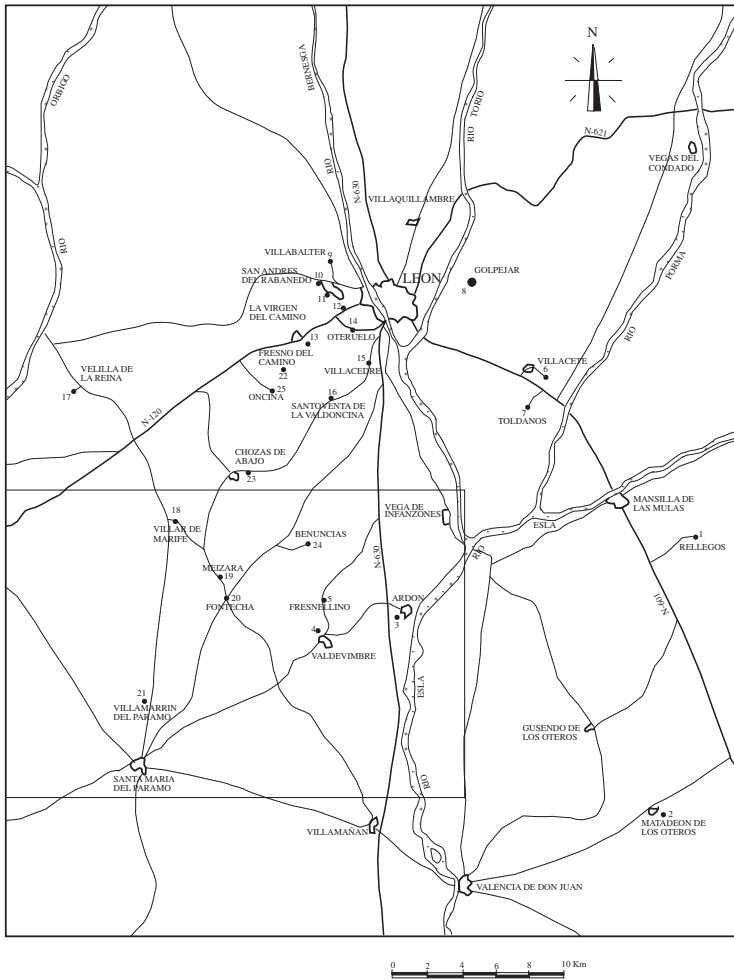 N
BERNESGA
ORBIGO
RIO TORIO
N-621
VEGAS DEL
CONDADO
RIO
N-630
VILLAQUILLAMBRE
RIO
VILLABALTER
9
SAN ANDRES
DEL RABANEDO
10
LEON
GOLPEJAR
8
PORMA
11
12
LA VIRGEN
DEL CAMINO
14
OTERUELO
13
RIO
FRESNO DEL
CAMINO
22
15
VILLACEDRE
VILLACETE
6
VELILLA DE
LA REINA
17
25
ONCINA
16
SANTOVENTA DE
LA VALDONCINA
7
TOLDANOS
N-120
CHOZAS DE
ABAJO
23
MANSILLA DE
LAS MULAS
18
VILLAR DE
MARIFE
VEGA DE
INFANZONES
ESLA
BENUNCIAS
24
1
RELLEGOS
N-630
RIO
MEIZARA
19
20
FONTECHA
5
FRESNELLINO
ARDON
3
N-601
4
VALDEVIMBRE
ESLA
21
VILLAMARRIN
DEL PARAMO
GUSENDO DE
LOS OTEROS
SANTA MARIA
DEL PARAMO
RIO
2
MATADEON DE
LOS OTEROS
VILLAMAÑAN
VALENCIA DE DON JUAN
0 2 4 6 8 10 Km